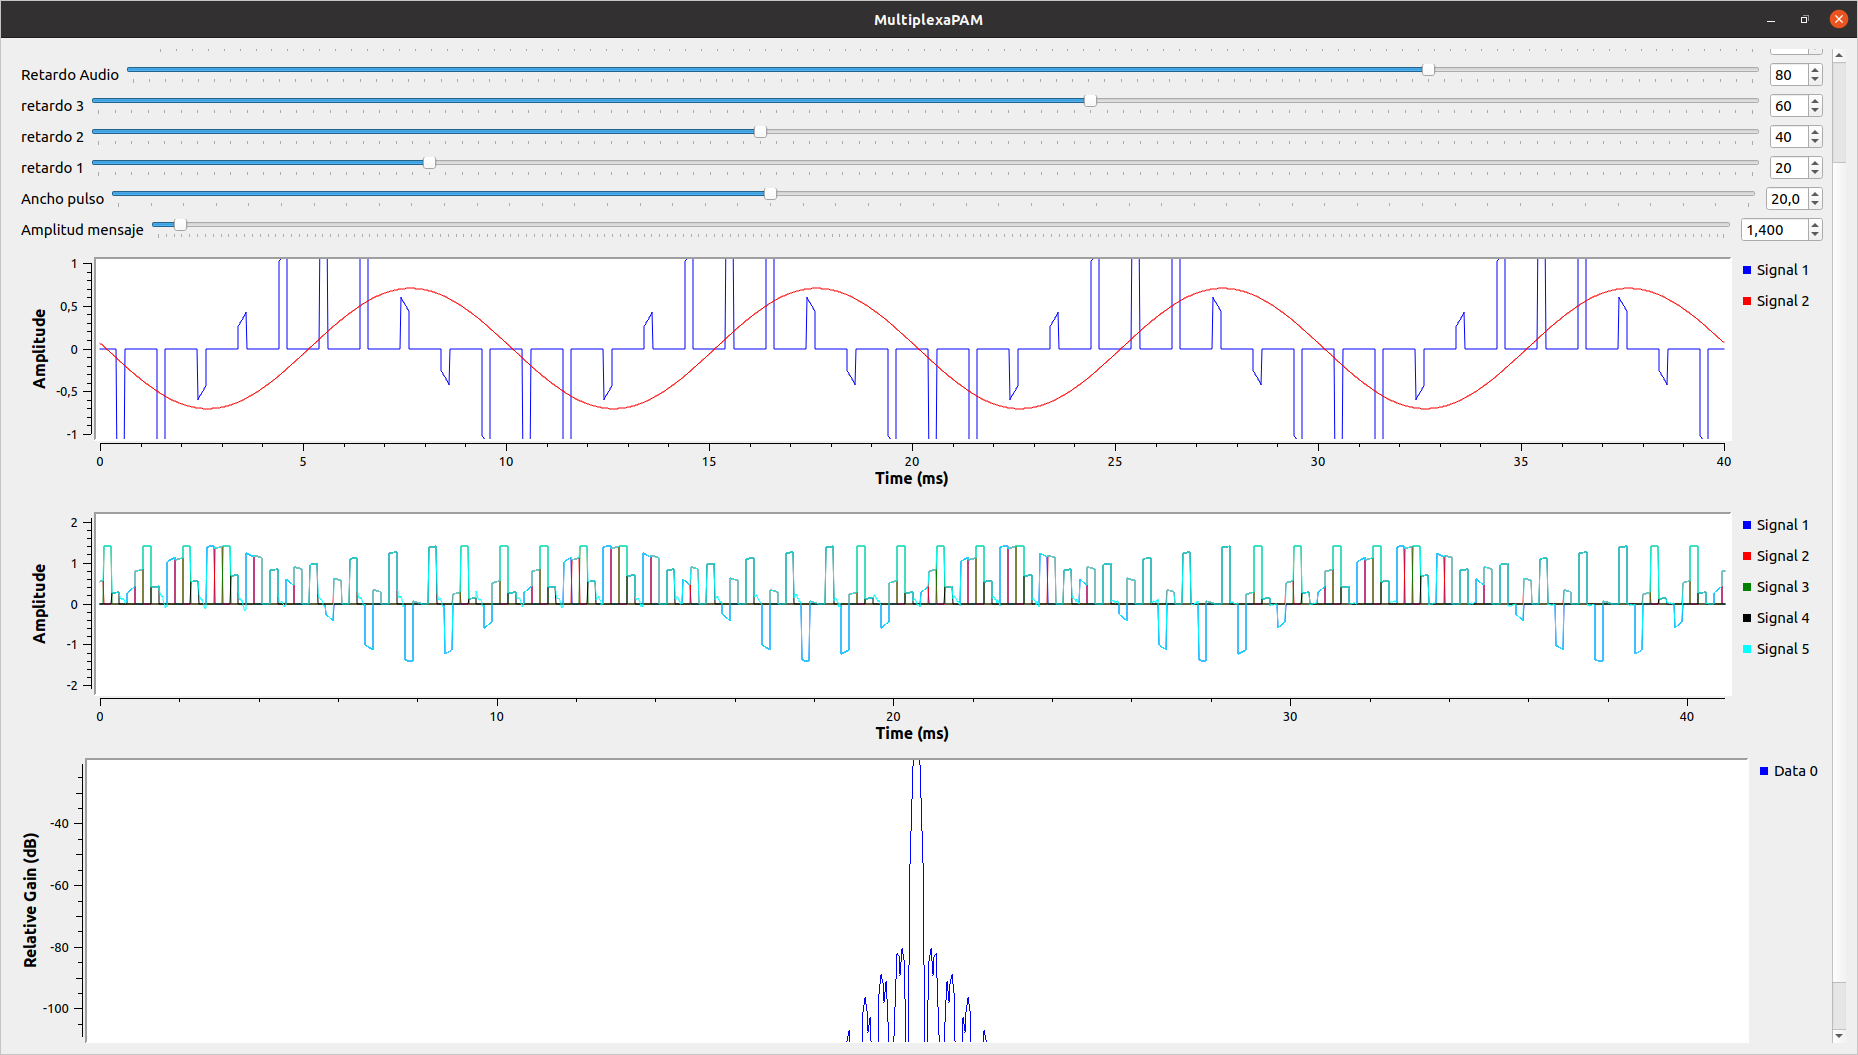 MultiplexaPAM
Retardo Audio 80
retardo 3 60
retardo 2 40
retardo 1 20
Ancho pulso 20,0
Amplitud mensaje 1,400
Amplitude
1
0,5
0
-0,5
-1
0 5 10 15 20 25 30 35 40
Time (ms)
Signal 1
Signal 2
Amplitude
2
1
0
-1
-2
0 10 20 30 40
Time (ms)
Signal 1
Signal 2
Signal 3
Signal 4
Signal 5
Relative Gain (dB)
-40
-60
-80
-100
Data 0